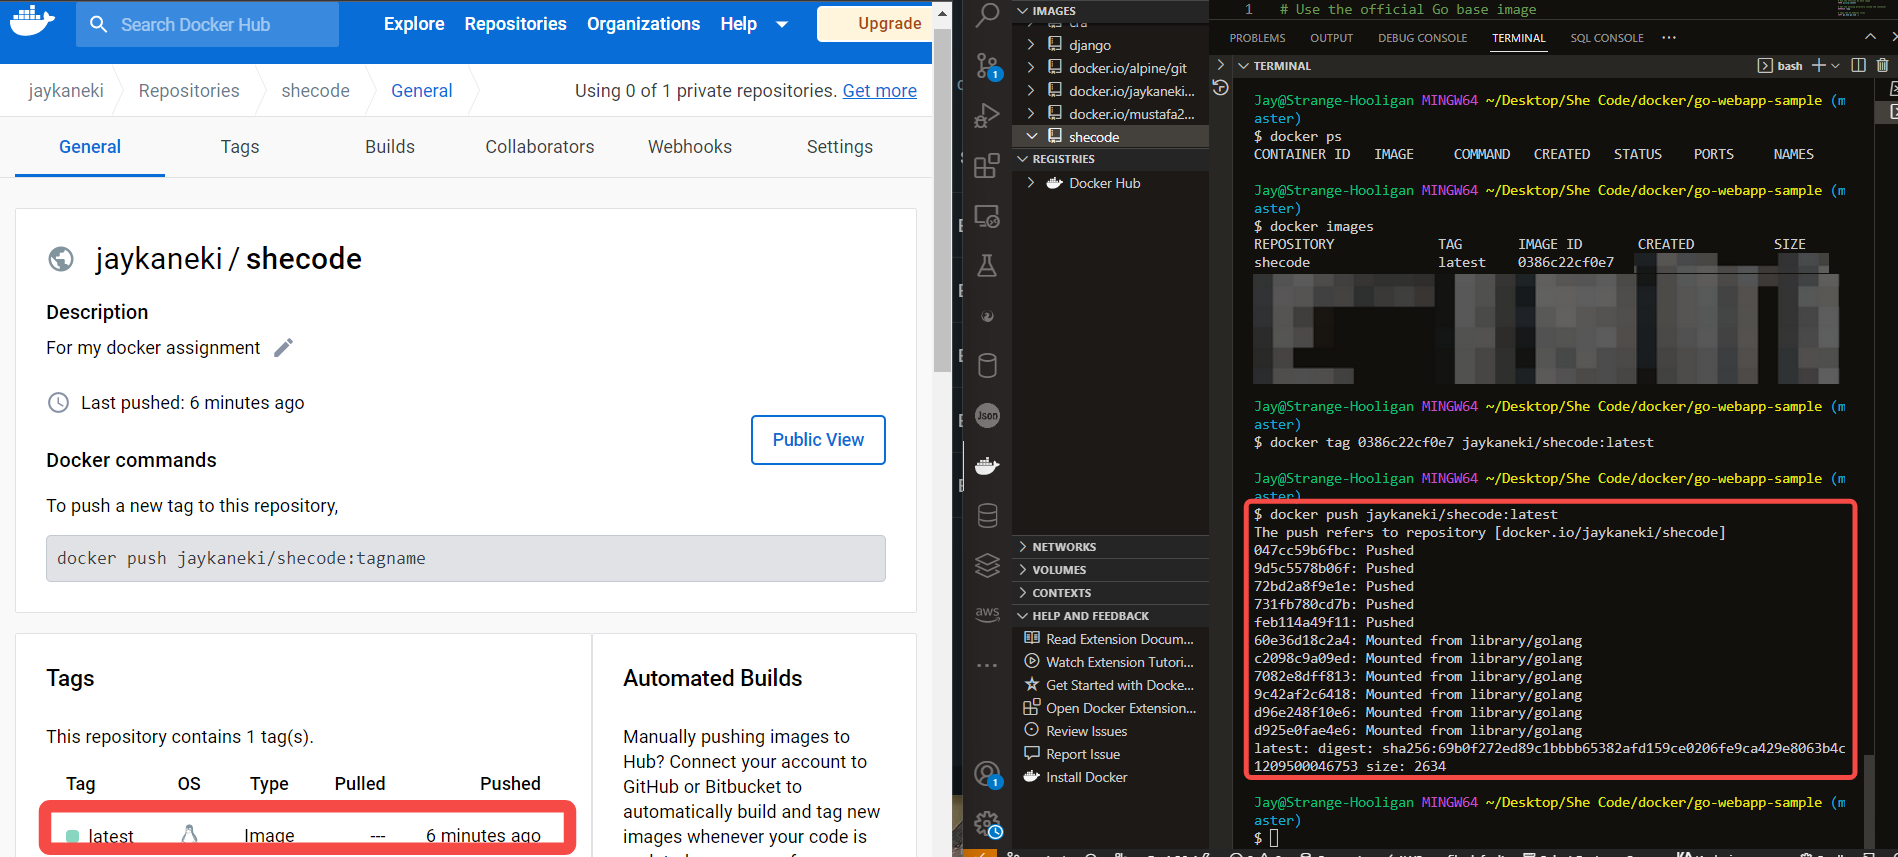 Search Docker Hub
Explore
Repositories
Organizations
Help
Upgrade
jaykaneki
Repositories
shecode
General
Using 0 of 1 private repositories. Get more
General
Tags
Builds
Collaborators
Webhooks
Settings
jaykaneki / shecode
Description
For my docker assignment
Last pushed: 6 minutes ago
Public View
Docker commands
To push a new tag to this repository,
docker push jaykaneki/shecode:tagname
Tags
This repository contains 1 tag(s).
Tag OS Type Pulled Pushed
latest Image --- 6 minutes ago
Automated Builds
Manually pushing images to
Hub? Connect your account to
GitHub or Bitbucket to
automatically build and tag new
images whenever your code is
1
Json
aws
1
IMAGES
cra
django
docker.io/alpine/git
docker.io/jaykaneki...
docker.io/mustafa2...
shecode
REGISTRIES
Docker Hub
NETWORKS
VOLUMES
CONTEXTS
HELP AND FEEDBACK
Read Extension Docum...
Watch Extension Tutori...
Get Started with Docke...
Open Docker Extension...
Review Issues
Report Issue
Install Docker
1 # Use the official Go base image
PROBLEMS OUTPUT DEBUG CONSOLE TERMINAL SQL CONSOLE ···
TERMINAL
bash
Jay@Strange-Hooligan MINGW64 ~/Desktop/She Code/docker/go-webapp-sample (m
aster)
$ docker ps
CONTAINER ID IMAGE COMMAND CREATED STATUS PORTS NAMES
Jay@Strange-Hooligan MINGW64 ~/Desktop/She Code/docker/go-webapp-sample (m
aster)
$ docker images
REPOSITORY TAG IMAGE ID CREATED SIZE
shecode latest 0386c22cf0e7
Jay@Strange-Hooligan MINGW64 ~/Desktop/She Code/docker/go-webapp-sample (m
aster)
$ docker tag 0386c22cf0e7 jaykaneki/shecode:latest
Jay@Strange-Hooligan MINGW64 ~/Desktop/She Code/docker/go-webapp-sample (m
aster)
$ docker push jaykaneki/shecode:latest
The push refers to repository [docker.io/jaykaneki/shecode]
047cc59b6fbc: Pushed
9d5c5578b06f: Pushed
72bd2a8f9e1e: Pushed
731fb780cd7b: Pushed
feb114a49f11: Pushed
60e36d18c2a4: Mounted from library/golang
c2098c9a09ed: Mounted from library/golang
7082e8dff813: Mounted from library/golang
9c42af2c6418: Mounted from library/golang
d96e248f10e6: Mounted from library/golang
d925e0fae4e6: Mounted from library/golang
latest: digest: sha256:69b0f272ed89c1bbbb65382afd159ce0206fe9ca429e8063b4c
1209500046753 size: 2634
Jay@Strange-Hooligan MINGW64 ~/Desktop/She Code/docker/go-webapp-sample (m
aster)
$